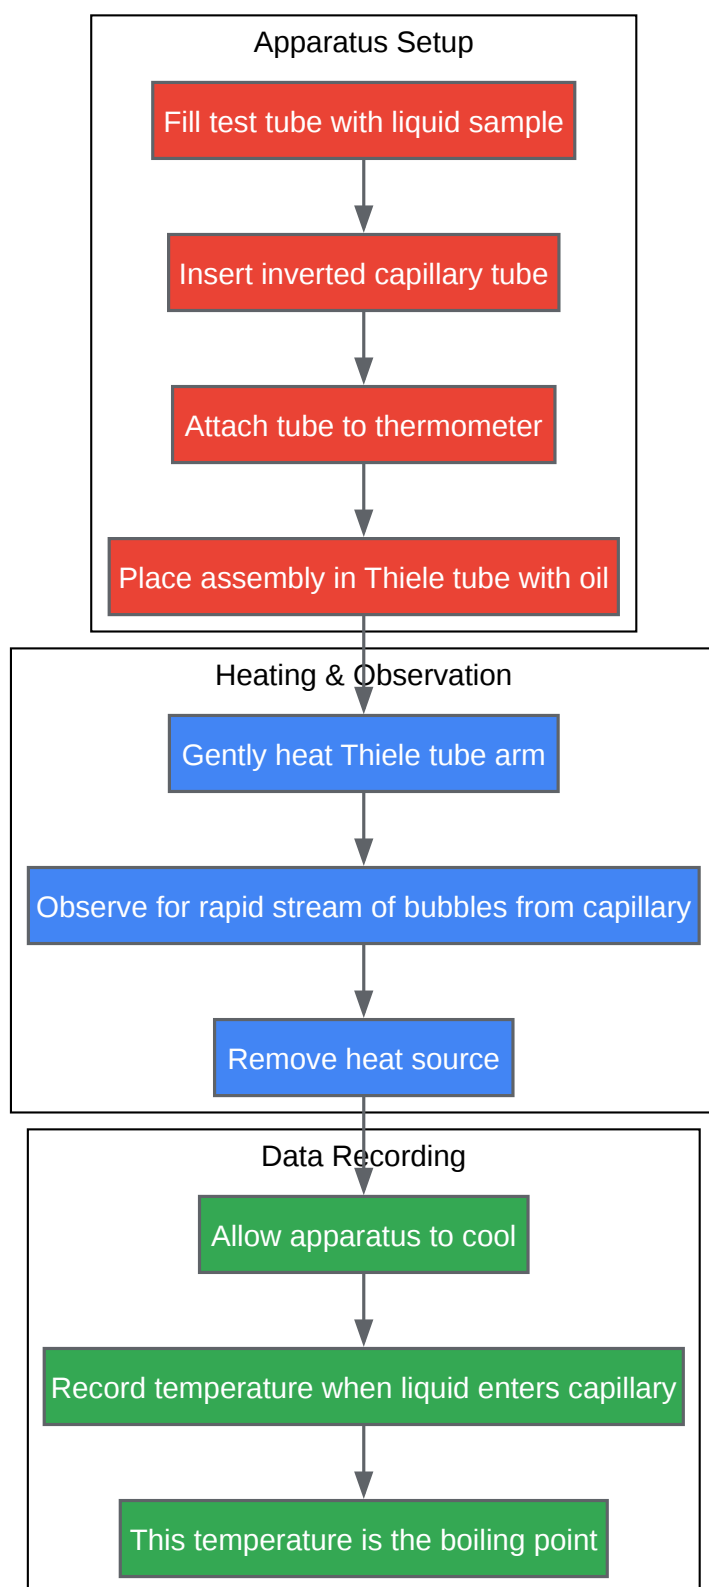 Apparatus Setup
Fill test tube with liquid sample
Insert inverted capillary tube
Attach tube to thermometer
Place assembly in Thiele tube with oil
Heating & Observation
Gently heat Thiele tube arm
Observe for rapid stream of bubbles from capillary
Remove heat source
Data Recording
Allow apparatus to cool
Record temperature when liquid enters capillary
This temperature is the boiling point